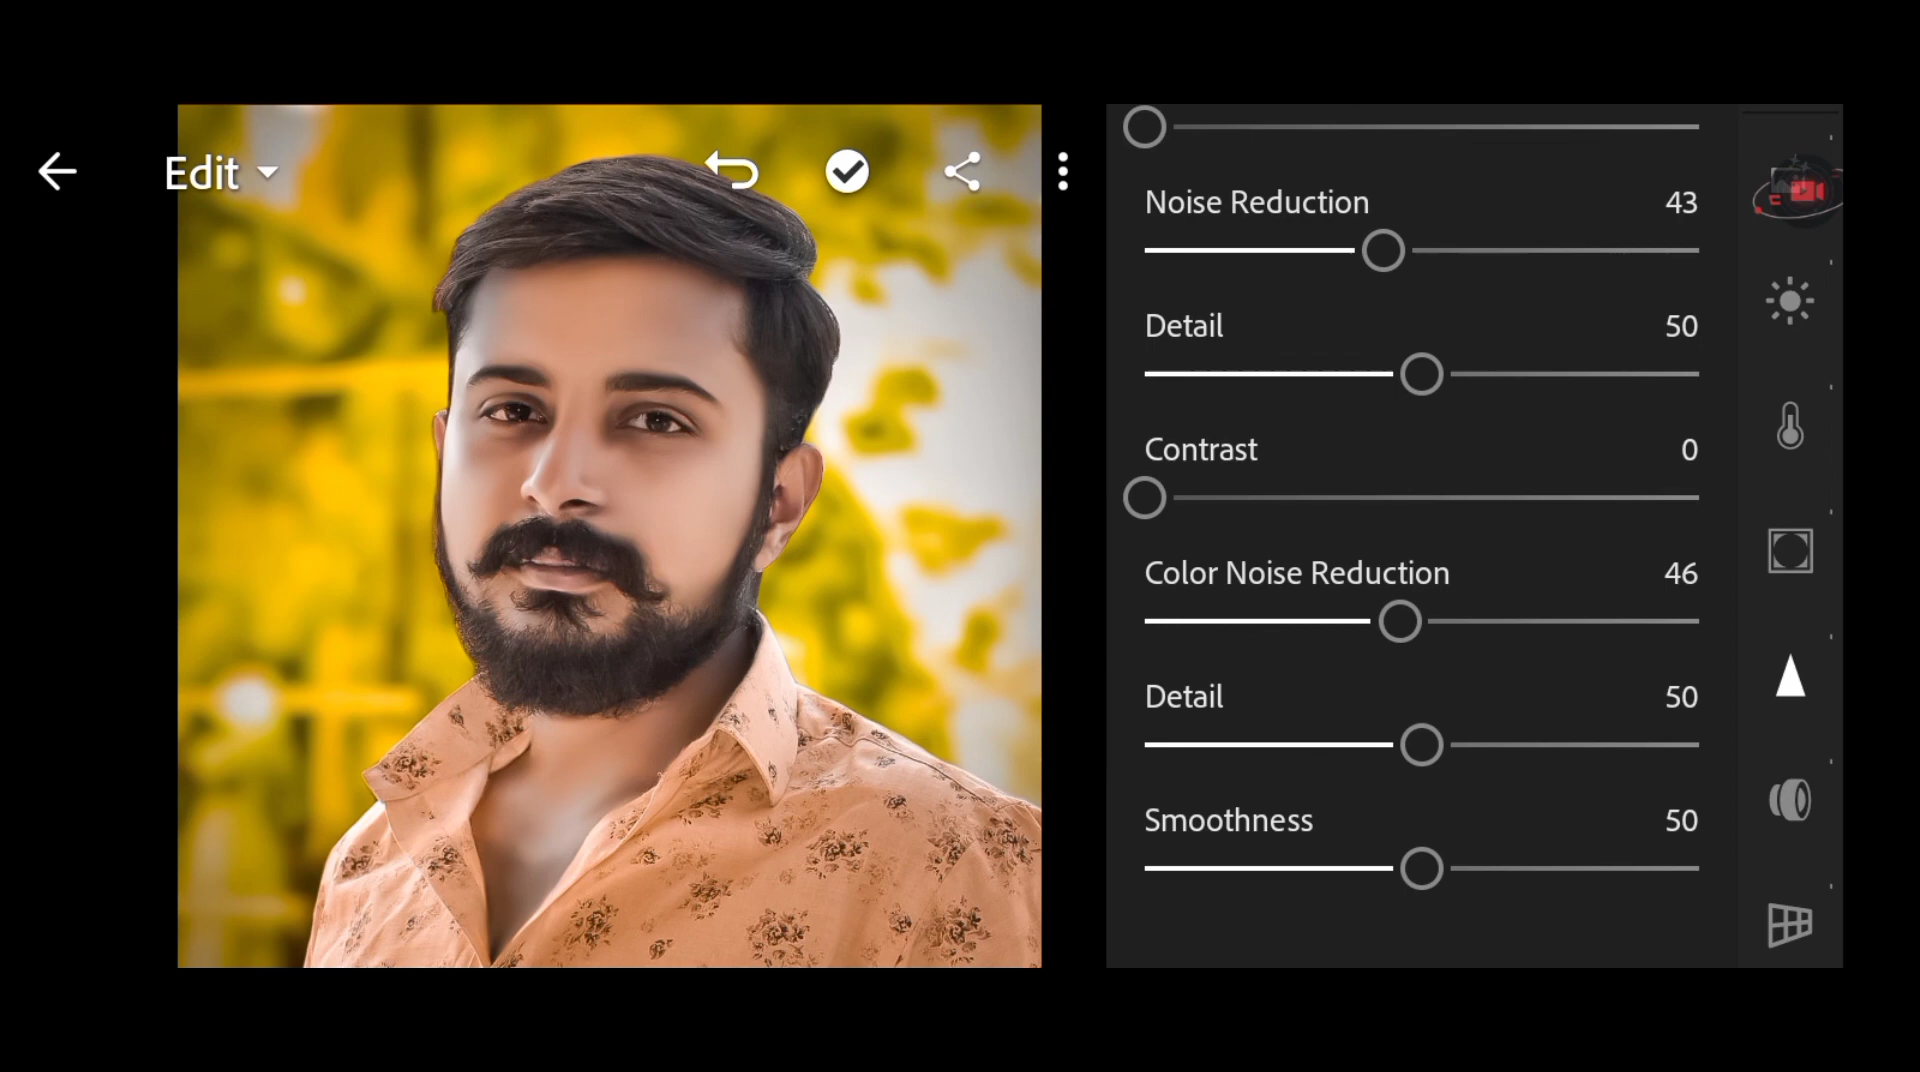 Edit
Noise Reduction 43
Detail 50
Contrast 0
Color Noise Reduction 46
Detail 50
Smoothness 50